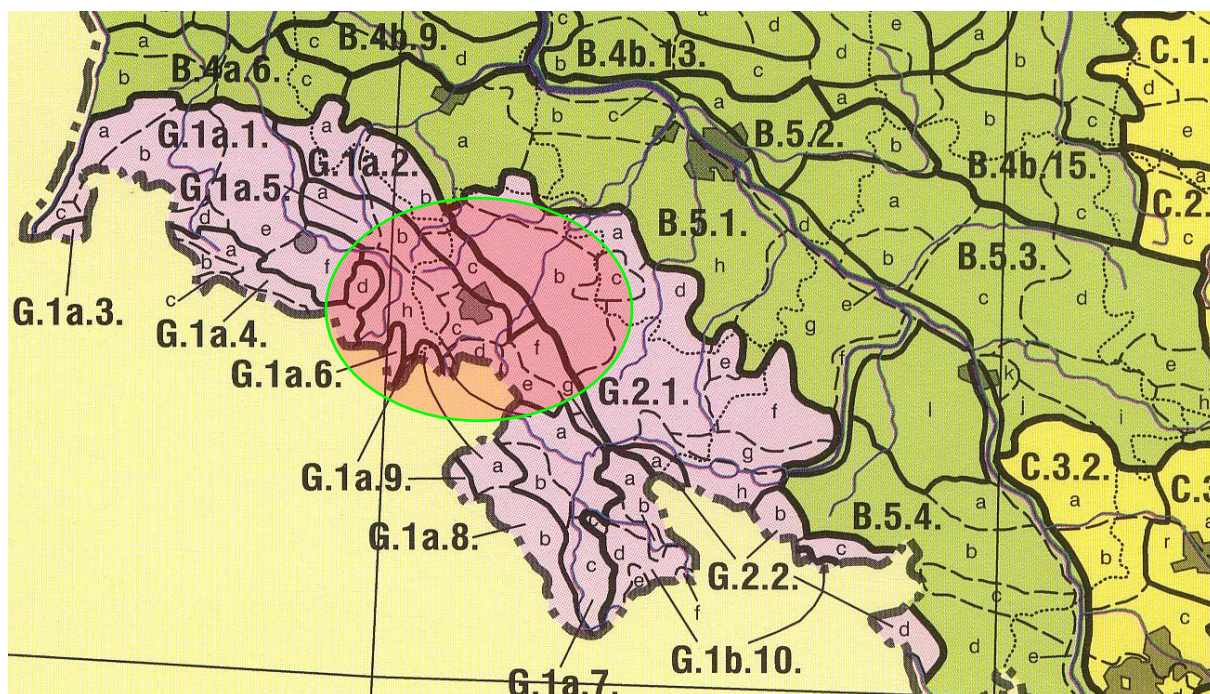 a c B.4b.9. d b B.4b.13. d a C.1.
b B.4a.6. c c d
a G.1a.1. a a b c a a b e
b G.1a.2. B.5.2. B.4b.15. a
G.1a.5. a b b C.2.
c d e b a B.5.1. c
a c b c d h B.5.3.
b f d h e c d
G.1a.3. c G.1a.4. c g
d f f e
G.1a.6. e g G.2.1. e k j i h
a f l
G.1a.9. a b a g C.3.2. C.3
h b B.5.4. a a
G.1a.8. b d b c b b r
c e f G.2.2. d c
G.1b.10. d e
G.1a.7.